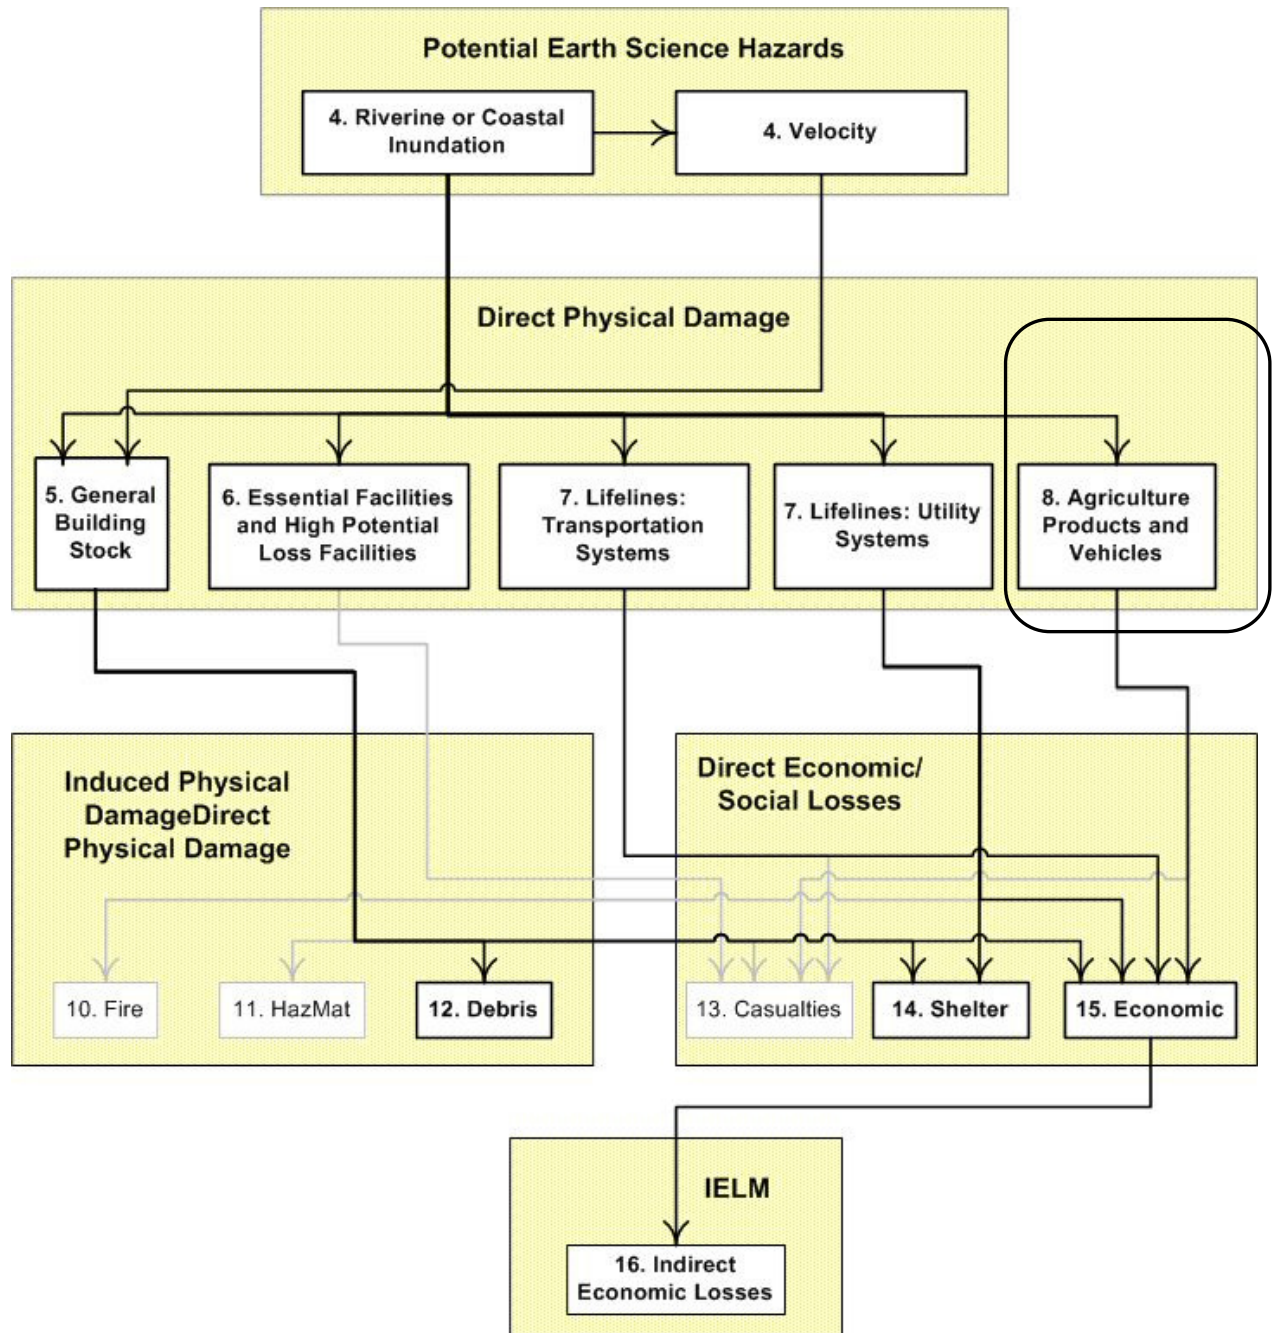 Potential Earth Science Hazards
4. Riverine or Coastal
Inundation
4. Velocity
Direct Physical Damage
5. General
Building
Stock
6. Essential Facilities
and High Potential
Loss Facilities
7. Lifelines:
Transportation
Systems
7. Lifelines: Utility
Systems
8. Agriculture
Products and
Vehicles
Induced Physical
DamageDirect
Physical Damage
Direct Economic/
Social Losses
10. Fire
11. HazMat
12. Debris
13. Casualties
14. Shelter
15. Economic
IELM
16. Indirect
Economic Losses